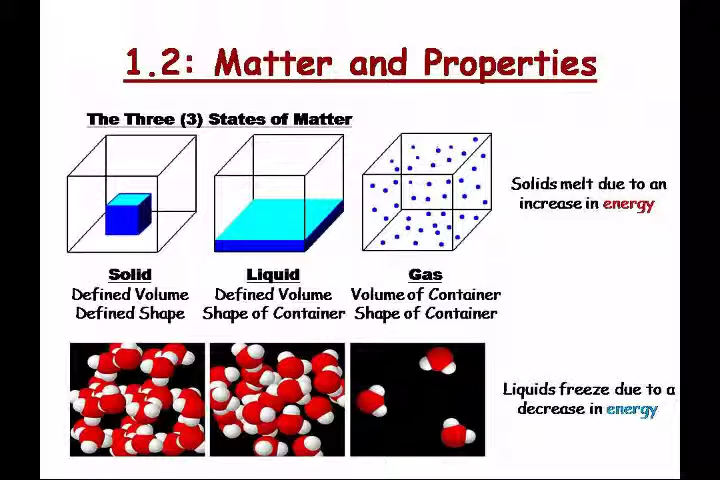 1.2: Matter and Properties
The Three (3) States of Matter
Solids melt due to an
increase in energy
Solid
Defined Volume
Defined Shape
Liquid
Defined Volume
Shape of Container
Gas
Volume of Container
Shape of Container
Liquids freeze due to a
decrease in energy